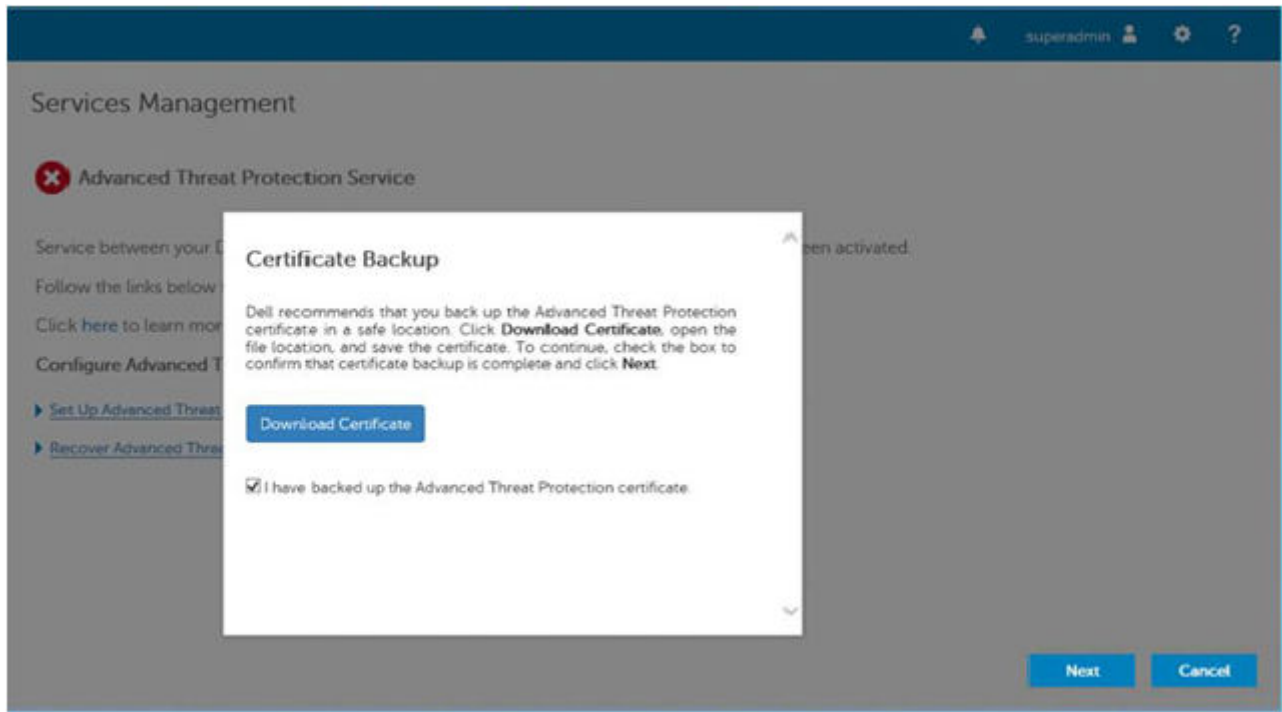 superadmin
?
Services Management
Advanced Threat Protection Service
Service between your D
een activated.
Follow the links below
Click here to learn mor
Configure Advanced T
Set Up Advanced Threat
Recover Advanced Threa
Certificate Backup
Dell recommends that you back up the Advanced Threat Protection
certificate in a safe location. Click Download Certificate, open the
file location, and save the certificate. To continue, check the box to
confirm that certificate backup is complete and click Next.
Download Certificate
I have backed up the Advanced Threat Protection certificate.
Next
Cancel